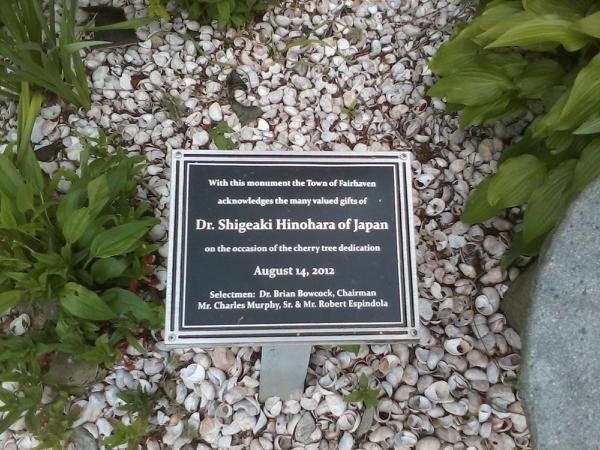 With this monument the Town of Fairhaven
acknowledges the many valued gifts of
Dr. Shigeaki Hinohara of Japan
on the occasion of the cherry tree dedication
August 14, 2012
Selectmen: Dr. Brian Bowcock, Chairman
Mr. Charles Murphy, Sr. & Mr. Robert Espindola